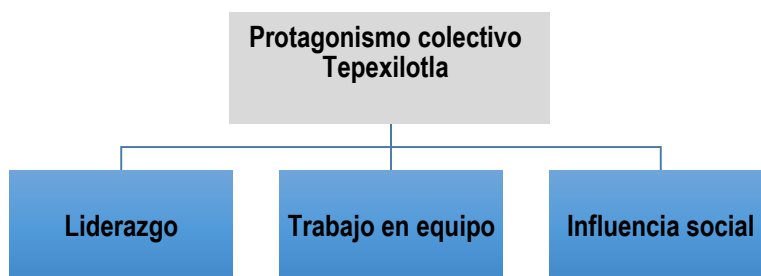 Protagonismo colectivo
Tepexilotla
Liderazgo
Trabajo en equipo
Influencia social